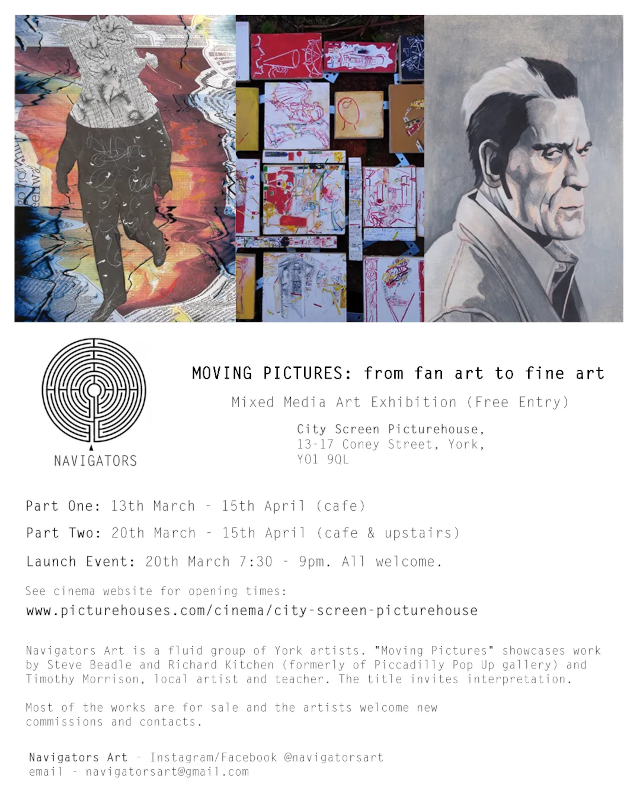 NAVIGATORS
MOVING PICTURES: from fan art to fine art
Mixed Media Art Exhibition (Free Entry)
City Screen Picturehouse,
13-17 Coney Street, York,
YO1 9QL
Part One: 13th March - 15th April (cafe)
Part Two: 20th March - 15th April (cafe & upstairs)
Launch Event: 20th March 7:30 - 9pm. All welcome.
See cinema website for opening times:
www.picturehouses.com/cinema/city-screen-picturehouse
Navigators Art is a fluid group of York artists. "Moving Pictures" showcases work
by Steve Beadle and Richard Kitchen (formerly of Piccadilly Pop Up gallery) and
Timothy Morrison, local artist and teacher. The title invites interpretation.
Most of the works are for sale and the artists welcome new
commissions and contacts.
Navigators Art - Instagram/Facebook @navigatorsart
email - navigatorsart@gmail.com